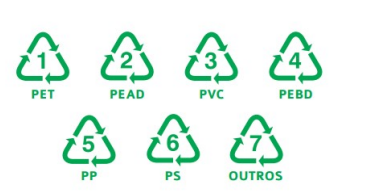 1 2 3 4
PET PEAD PVC PEBD
5 6 7
PP PS OUTROS